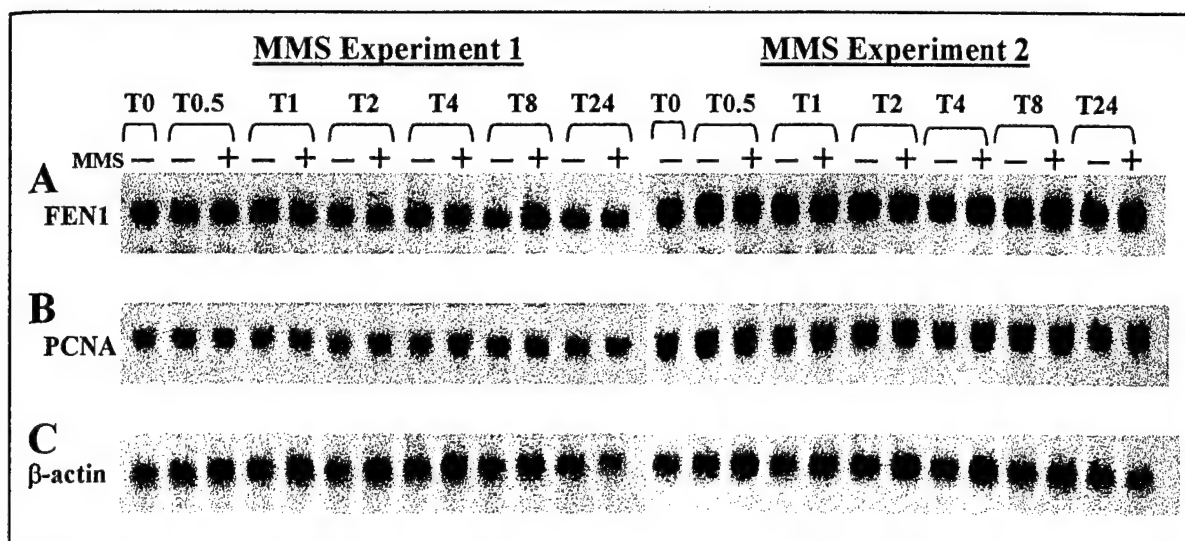 MMS Experiment 1 MMS Experiment 2
T0 T0.5 T1 T2 T4 T8 T24 T0 T0.5 T1 T2 T4 T8 T24
MMS − − + − + − + − + − + − + − − + − + − + − + − + − +
A
FEN1
B
PCNA
C
β-actin